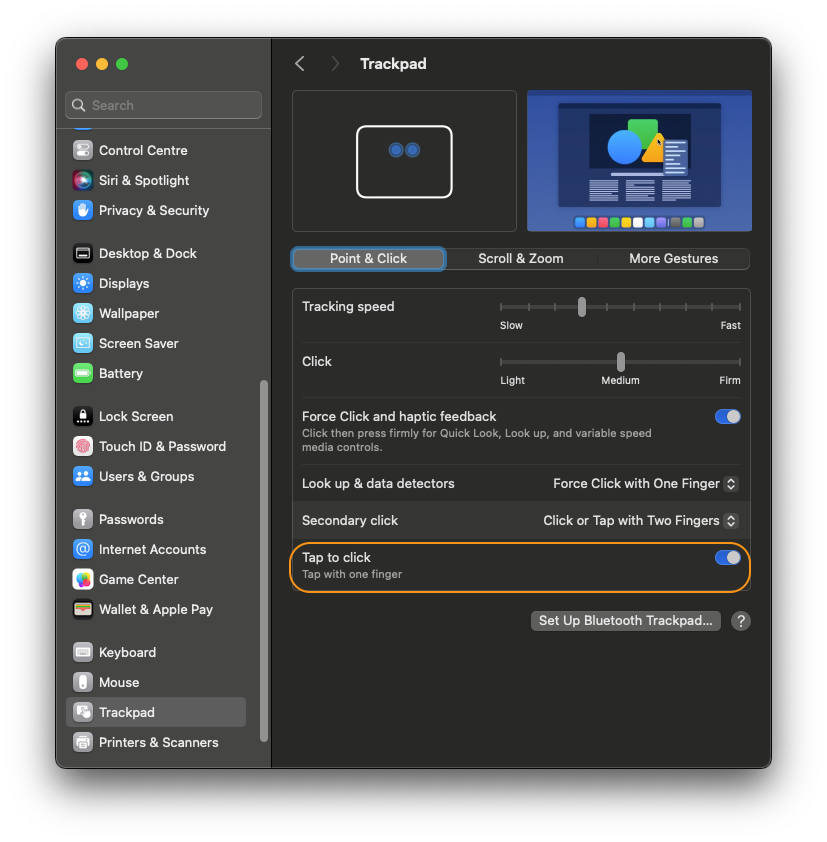 Search
Control Centre
Siri & Spotlight
Privacy & Security
Desktop & Dock
Displays
Wallpaper
Screen Saver
Battery
Lock Screen
Touch ID & Password
Users & Groups
Passwords
Internet Accounts
Game Center
Wallet & Apple Pay
Keyboard
Mouse
Trackpad
Printers & Scanners
Trackpad
Point & Click Scroll & Zoom More Gestures
Tracking speed
Slow Fast
Click
Light Medium Firm
Force Click and haptic feedback
Click then press firmly for Quick Look, Look up, and variable speed
media controls.
Look up & data detectors Force Click with One Finger
Secondary click Click or Tap with Two Fingers
Tap to click
Tap with one finger
Set Up Bluetooth Trackpad... ?